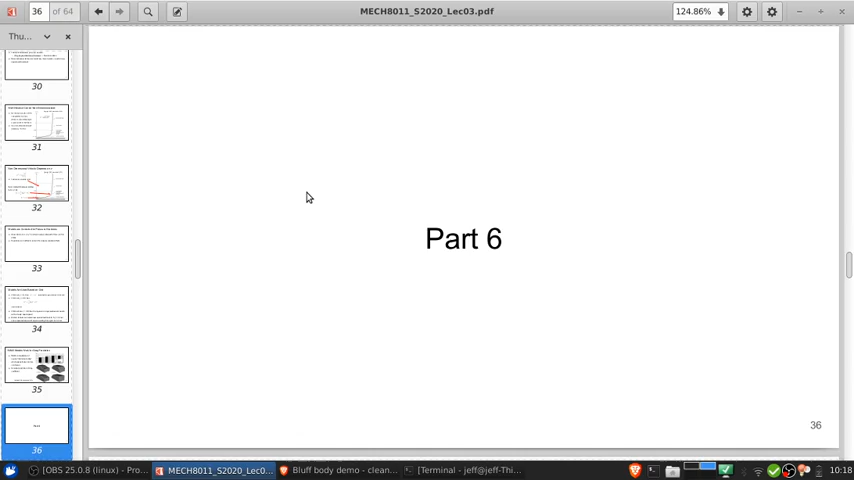 36 of 64
MECH8011_S2020_Lec03.pdf
124.86%
Thu...
30
31
32
33
34
35
36
Part 6
36
[OBS 25.0.8 (linux) - Pro...
MECH8011_S2020_Lec0...
Bluff body demo - clean...
[Terminal - jeff@jeff-Thi...
10:18